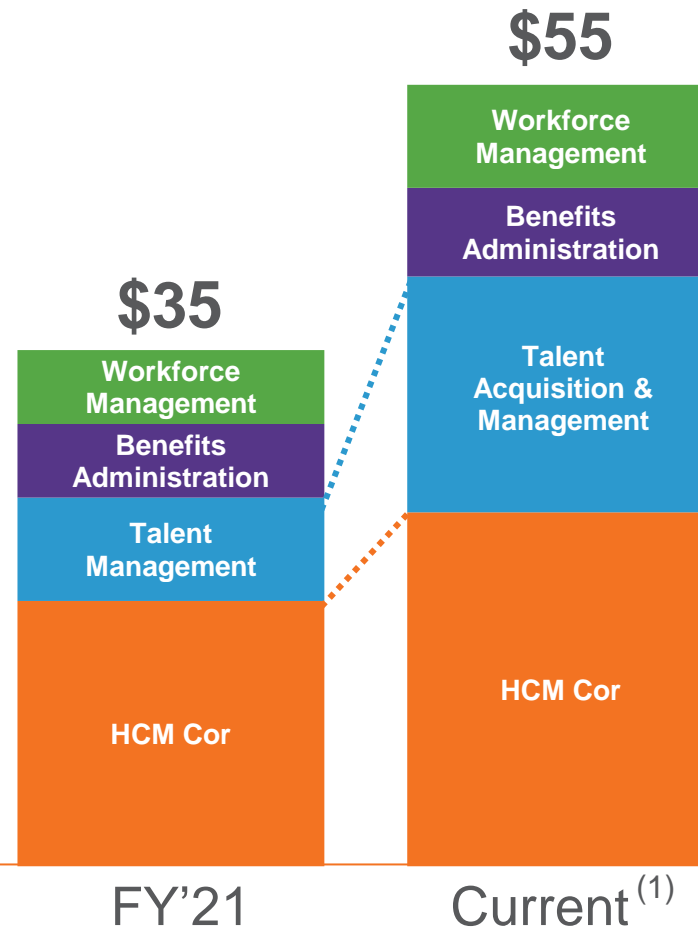 $35
Workforce
Management
Benefits
Administration
Talent
Management
HCM Cor
FY'21
$55
Workforce
Management
Benefits
Administration
Talent
Acquisition &
Management
HCM Cor
Current (1)